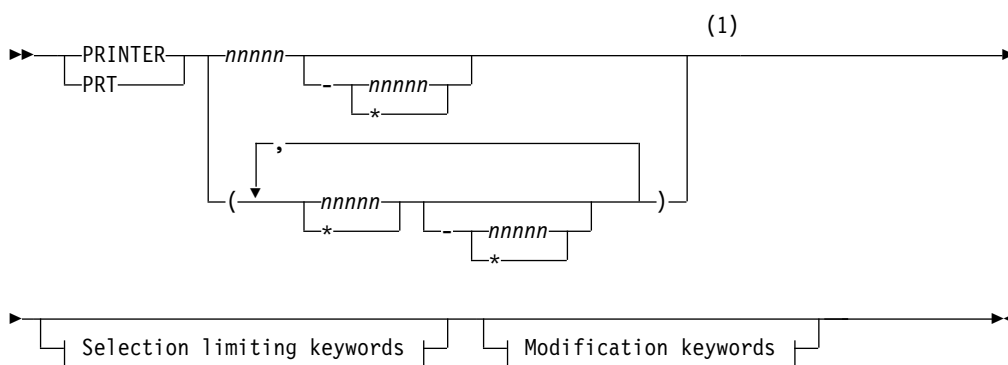 (1)
PRINTER nnnnn
PRT - nnnnn
*
,
( nnnnn )
* - nnnnn
*
Selection limiting keywords Modification keywords